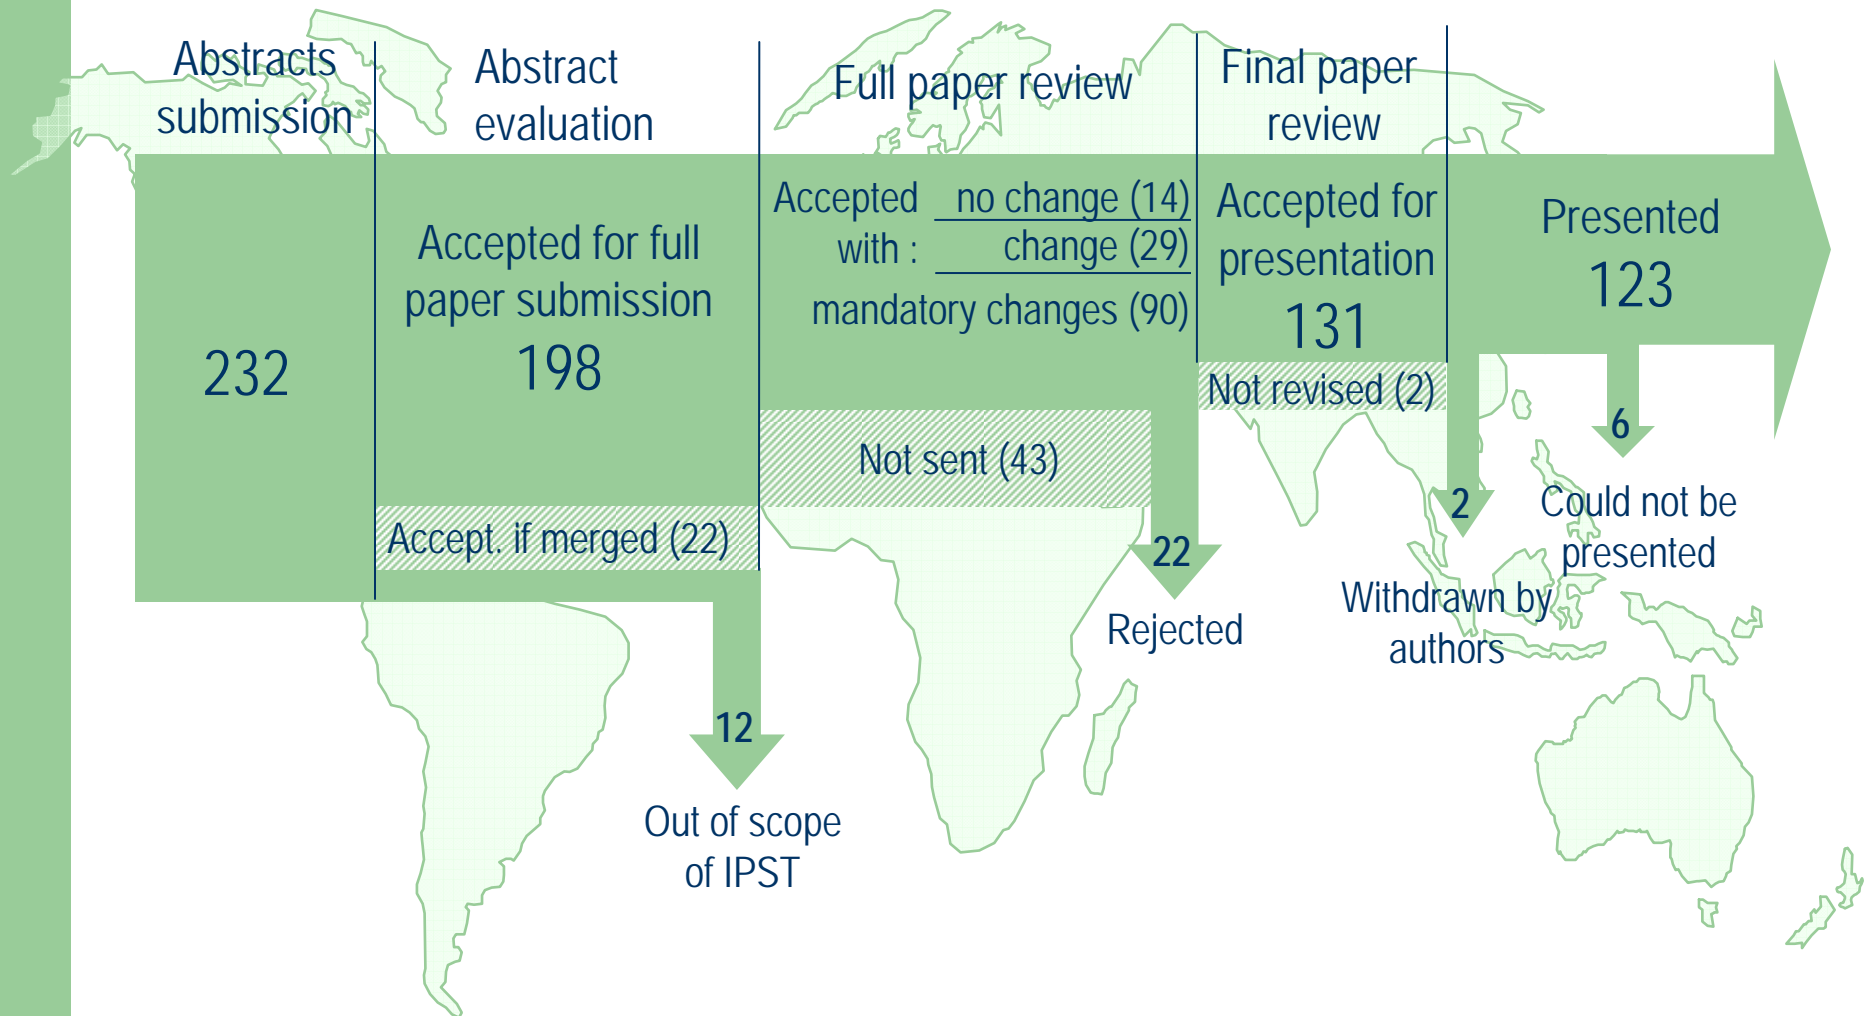 Abstracts
submission
Abstract
evaluation
Full paper review
Final paper
review
232
Accepted for full
paper submission
198
Accept. if merged (22)
12
Out of scope
of IPST
Accepted
with :
no change (14)
change (29)
mandatory changes (90)
Not sent (43)
22
Rejected
Accepted for
presentation
131
Not revised (2)
2
Withdrawn by
authors
Presented
123
6
Could not be
presented